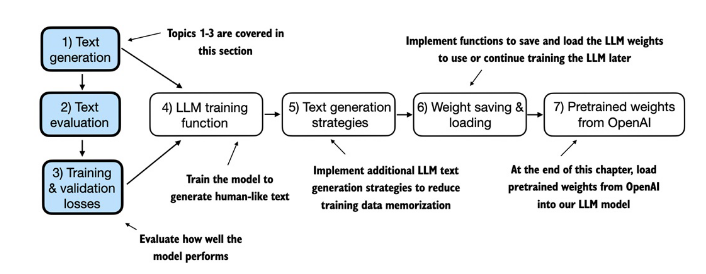 1) Text
generation
Topics 1-3 are covered in
this section
2) Text
evaluation
3) Training
& validation
losses
Evaluate how well the
model performs
4) LLM training
function
Train the model to
generate human-like text
5) Text generation
strategies
Implement additional LLM text
generation strategies to reduce
training data memorization
Implement functions to save and load the LLM weights
to use or continue training the LLM later
6) Weight saving &
loading
7) Pretrained weights
from OpenAI
At the end of this chapter, load
pretrained weights from OpenAI
into our LLM model